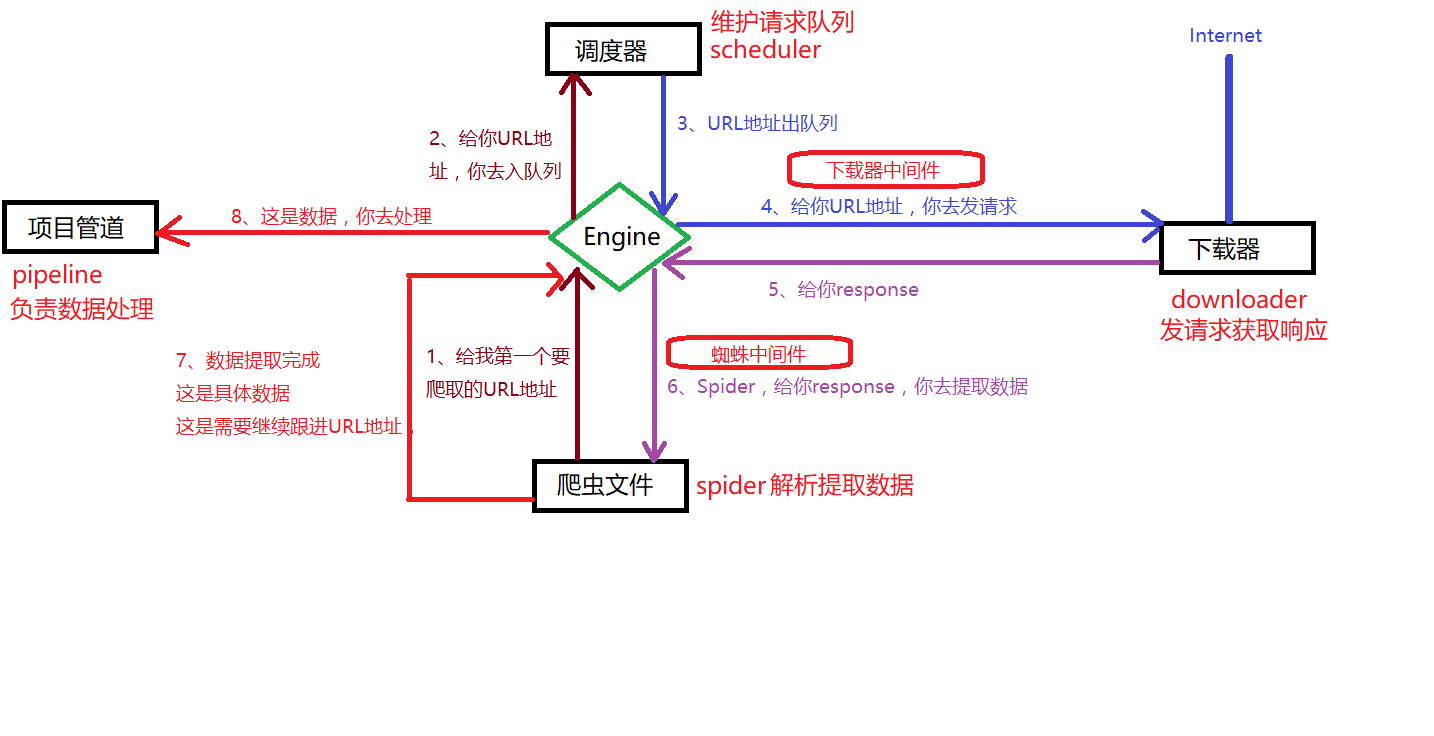 维护请求队列
scheduler
调度器
Internet
3、URL地址出队列
2、给你URL地
址，你去入队列
下载器中间件
4、给你URL地址，你去发请求
8、这是数据，你去处理
项目管道
Engine
下载器
pipeline
负责数据处理
5、给你response
downloader
发请求获取响应
7、数据提取完成
这是具体数据
这是需要继续跟进URL地址
1、给我第一个要
爬取的URL地址
蜘蛛中间件
6、Spider，给你response，你去提取数据
爬虫文件
spider 解析提取数据